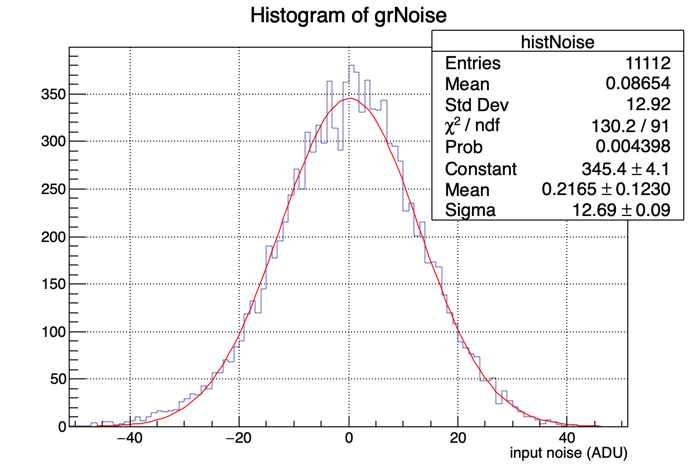 Histogram of grNoise
histNoise
Entries 11112
Mean 0.08654
Std Dev 12.92
χ² / ndf 130.2 / 91
Prob 0.004398
Constant 345.4 ± 4.1
Mean 0.2165 ± 0.1230
Sigma 12.69 ± 0.09
350
300
250
200
150
100
50
0
−40 −20 0 20 40
input noise (ADU)